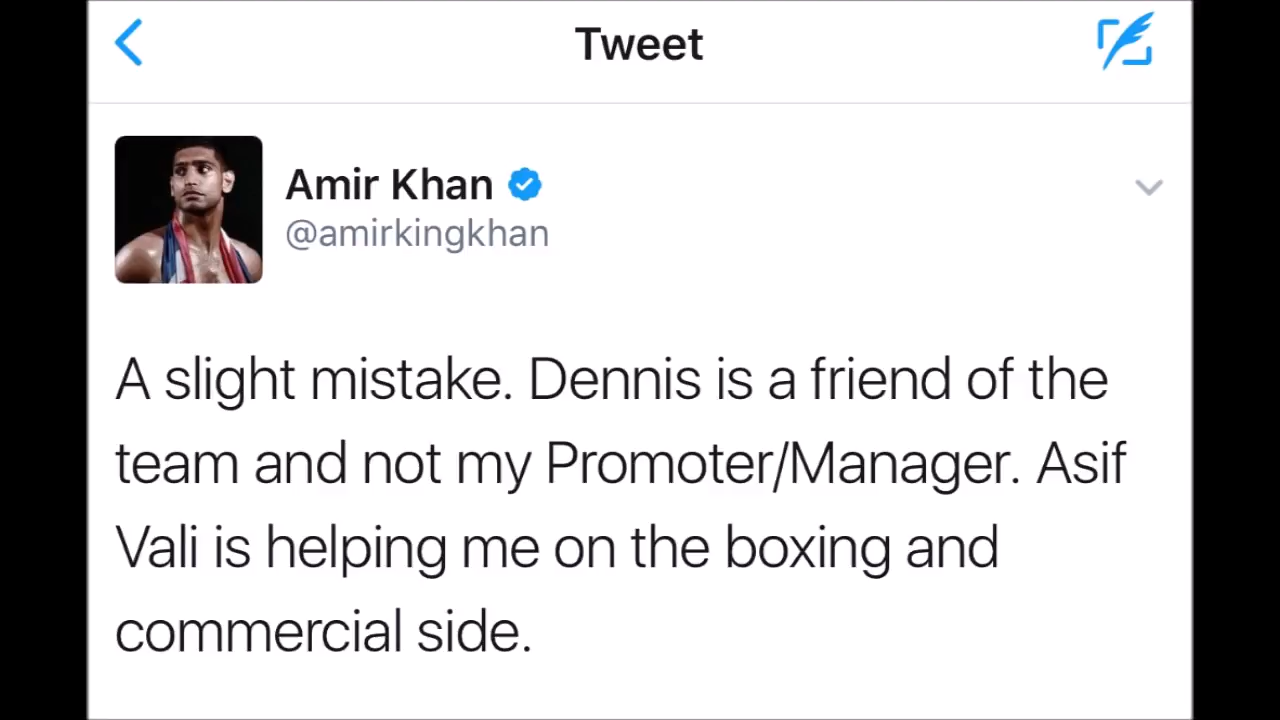 Tweet
Amir Khan
@amirkingkhan
A slight mistake. Dennis is a friend of the
team and not my Promoter/Manager. Asif
Vali is helping me on the boxing and
commercial side.